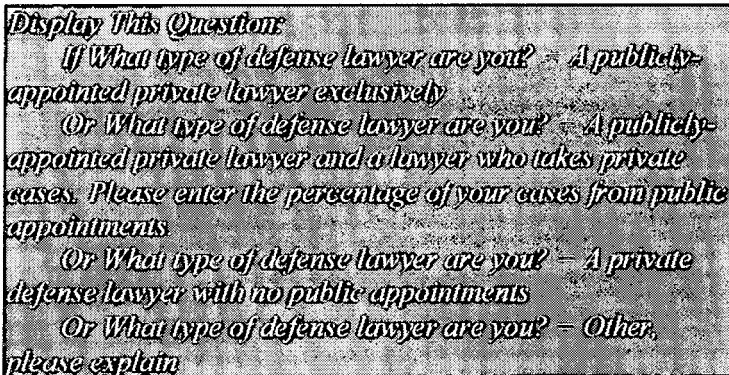 Display This Question:
If What type of defense lawyer are you? = A publicly-
appointed private lawyer exclusively
Or What type of defense lawyer are you? = A publicly-
appointed private lawyer and a lawyer who takes private
cases. Please enter the percentage of your cases from public
appointments
Or What type of defense lawyer are you? = A private
defense lawyer with no public appointments
Or What type of defense lawyer are you? = Other,
please explain